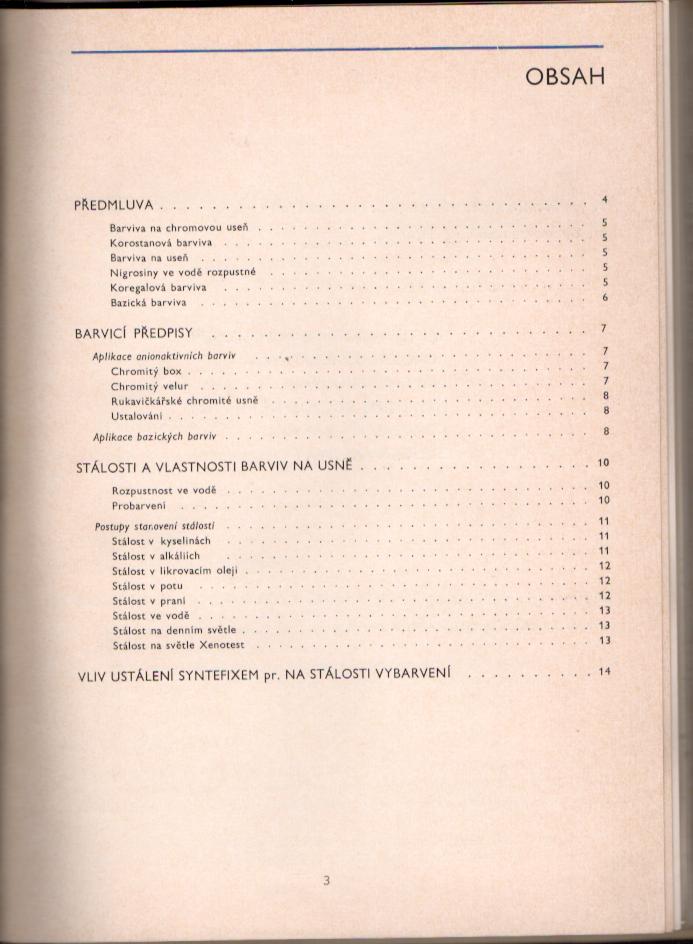 OBSAH
PŘEDMLUVA . . . . . . . . . . . . . . . . . . . . 4
Barviva na chromovou useň . . . . . . . . . . . . . . . . . . . . 5
Korostanová barviva . . . . . . . . . . . . . . . . . . . . 5
Barviva na useň . . . . . . . . . . . . . . . . . . . . 5
Nigrosiny ve vodě rozpustné . . . . . . . . . . . . . . . . . . . . 5
Koregalová barviva . . . . . . . . . . . . . . . . . . . . 5
Bazická barviva . . . . . . . . . . . . . . . . . . . . 6
BARVICÍ PŘEDPISY . . . . . . . . . . . . . . . . . . . . 7
Aplikace anionaktivních barviv . . . . . . . . . . . . . . . . . . . . 7
Chromitý box . . . . . . . . . . . . . . . . . . . . 7
Chromitý velur . . . . . . . . . . . . . . . . . . . . 7
Rukavičkářské chromité usně . . . . . . . . . . . . . . . . . . . . 8
Ustalování . . . . . . . . . . . . . . . . . . . . 8
Aplikace bazických barviv . . . . . . . . . . . . . . . . . . . . 8
STÁLOSTI A VLASTNOSTI BARVIV NA USNĚ . . . . . . . . . . . . . 10
Rozpustnost ve vodě . . . . . . . . . . . . . . . . . . . . 10
Probarvení . . . . . . . . . . . . . . . . . . . . 10
Postupy stanovení stálostí . . . . . . . . . . . . . . . . . . . . 11
Stálost v kyselinách . . . . . . . . . . . . . . . . . . . . 11
Stálost v alkáliích . . . . . . . . . . . . . . . . . . . . 11
Stálost v likrovacím oleji . . . . . . . . . . . . . . . . . . . . 12
Stálost v potu . . . . . . . . . . . . . . . . . . . . 12
Stálost v praní . . . . . . . . . . . . . . . . . . . . 12
Stálost ve vodě . . . . . . . . . . . . . . . . . . . . 13
Stálost na denním světle . . . . . . . . . . . . . . . . . . . . 13
Stálost na světle Xenotest . . . . . . . . . . . . . . . . . . . . 13
VLIV USTÁLENÍ SYNTEFIXEM pr. NA STÁLOSTI VYBARVENÍ . . . . . . . . . . 14
3